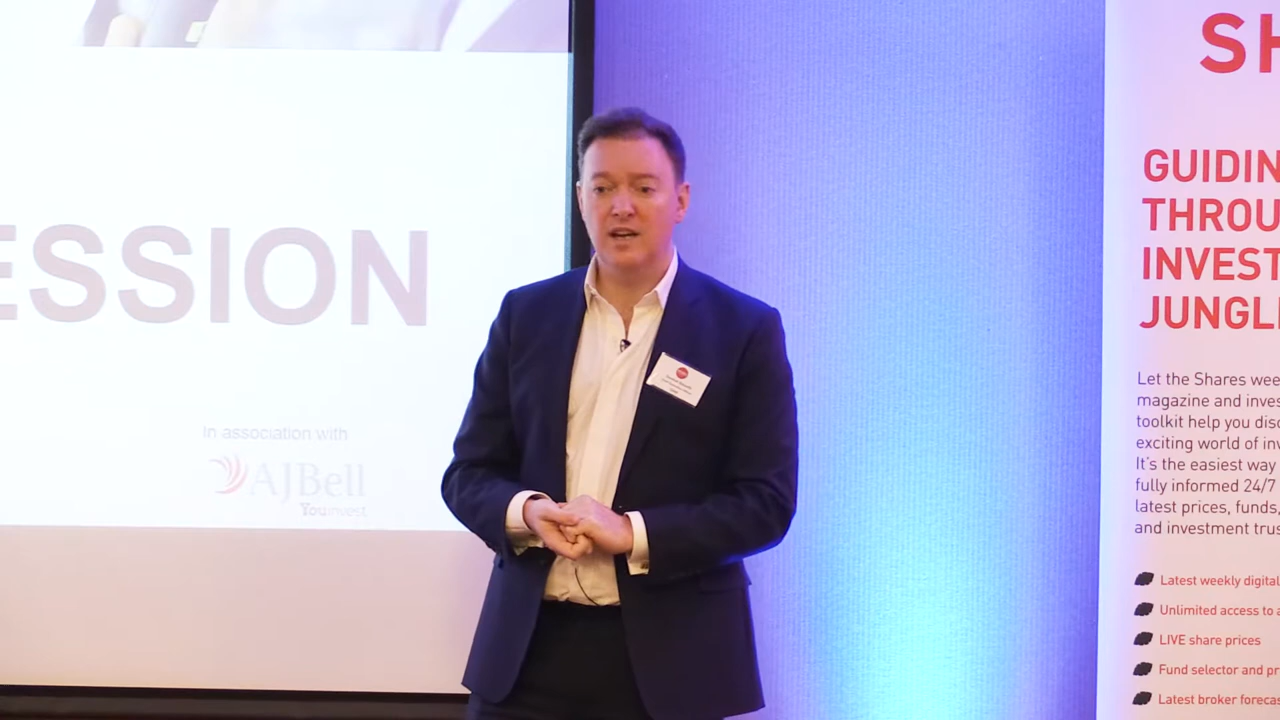 ESSION
In association with
AJBell
Youinvest
SH
GUIDIN
THROU
INVEST
JUNGL
Let the Shares wee
magazine and inves
toolkit help you disc
exciting world of inv
It's the easiest way
fully informed 24/7
latest prices, funds,
and investment trus
Latest weekly digital
Unlimited access to a
LIVE share prices
Fund selector and pr
Latest broker forecas